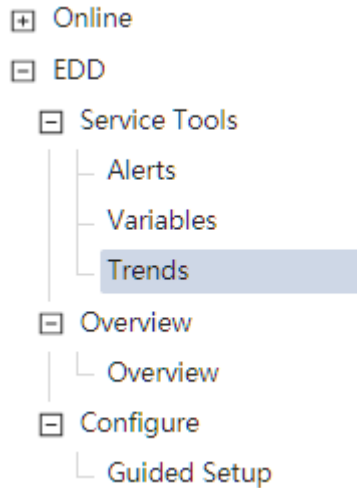 Online
EDD
Service Tools
Alerts
Variables
Trends
Overview
Overview
Configure
Guided Setup